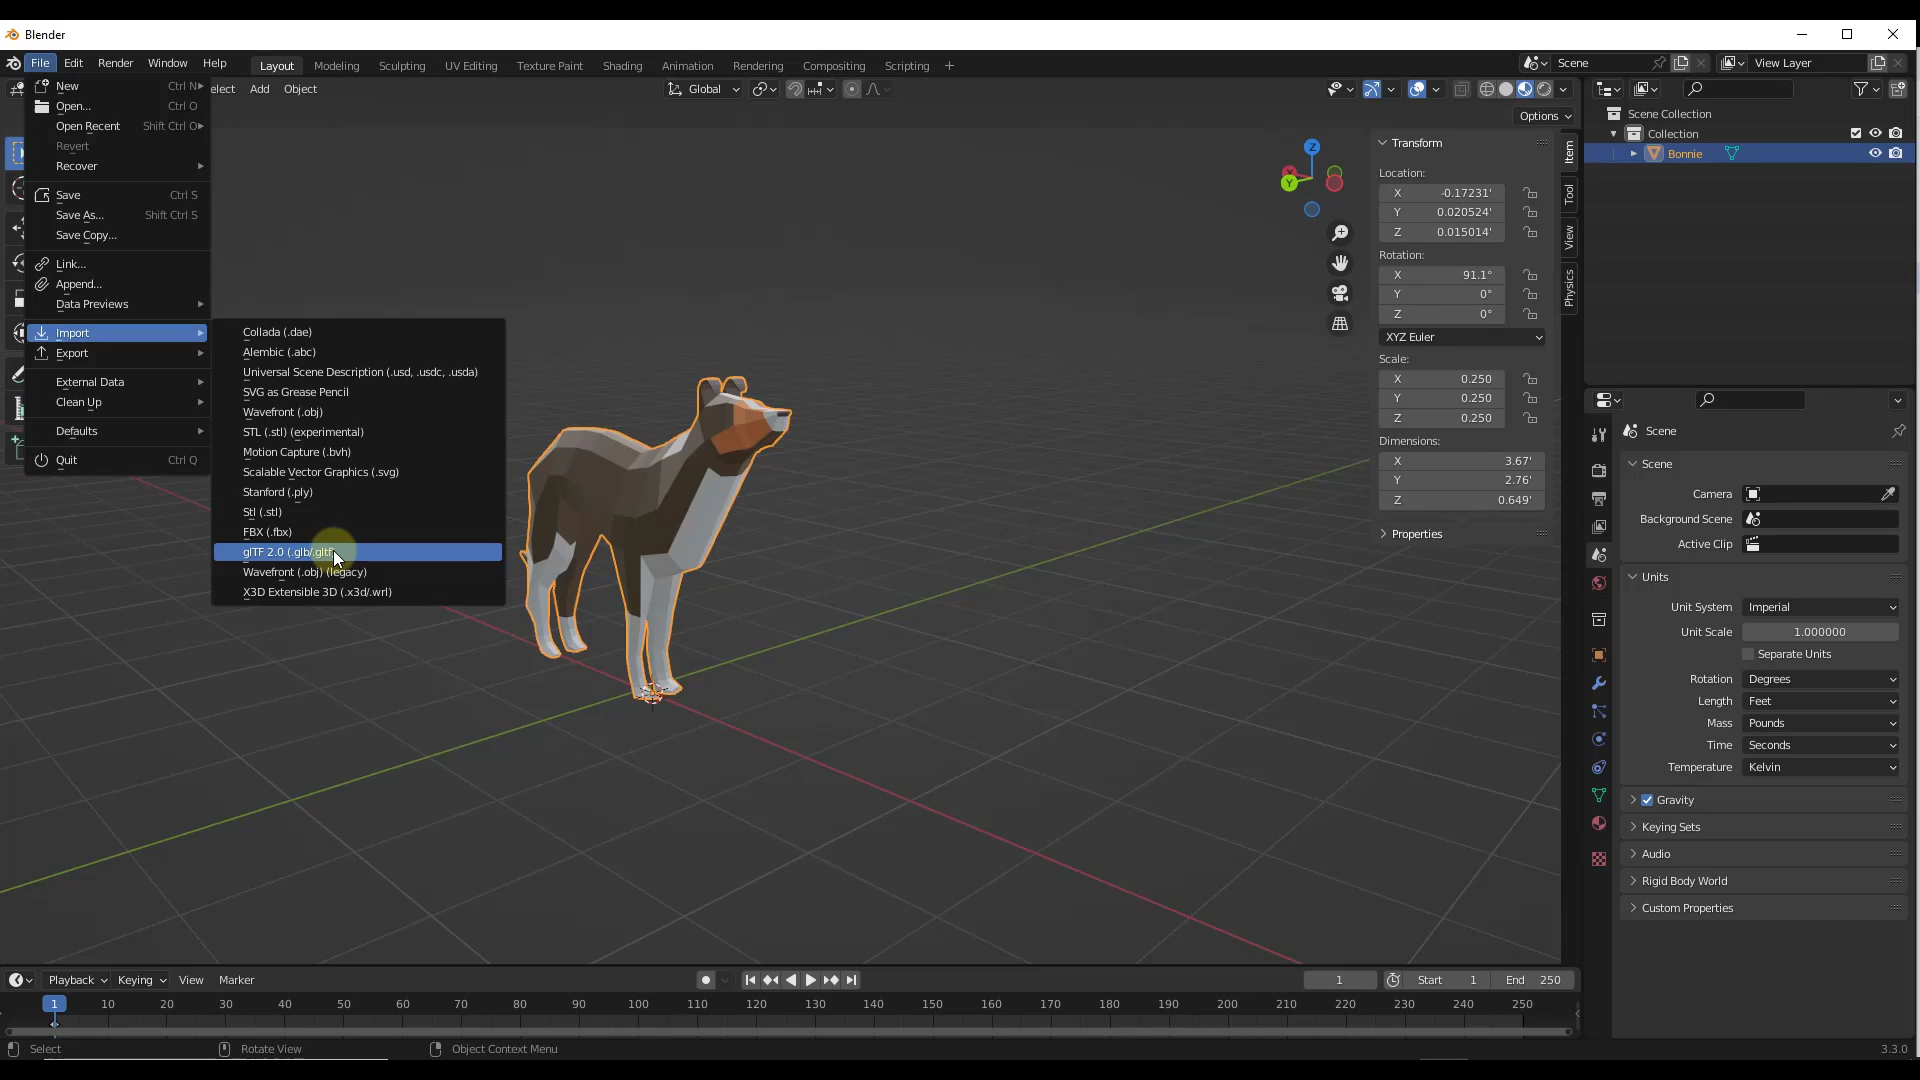 Blender
File Edit Render Window Help Layout Modeling Sculpting UV Editing Texture Paint Shading Animation Rendering Compositing Scripting + Scene View Layer
elect Add Object Global
Options
New Ctrl N
Open... Ctrl O
Open Recent Shift Ctrl O
Revert
Recover
Save Ctrl S
Save As... Shift Ctrl S
Save Copy...
Link...
Append...
Data Previews
Import
Export
External Data
Clean Up
Defaults
Quit Ctrl Q
Collada (.dae)
Alembic (.abc)
Universal Scene Description (.usd, .usdc, .usda)
SVG as Grease Pencil
Wavefront (.obj)
STL (.stl) (experimental)
Motion Capture (.bvh)
Scalable Vector Graphics (.svg)
Stanford (.ply)
Stl (.stl)
FBX (.fbx)
glTF 2.0 (.glb/.gltf)
Wavefront (.obj) (legacy)
X3D Extensible 3D (.x3d/.wrl)
Z
X
Y
Transform
Location:
X -0.17231'
Y 0.020524'
Z 0.015014'
Rotation:
X 91.1°
Y 0°
Z 0°
XYZ Euler
Scale:
X 0.250
Y 0.250
Z 0.250
Dimensions:
X 3.67'
Y 2.76'
Z 0.649'
Properties
Item
Tool
View
Physics
Scene Collection
Collection
Bonnie
Scene
Scene
Camera
Background Scene
Active Clip
Units
Unit System Imperial
Unit Scale 1.000000
Separate Units
Rotation Degrees
Length Feet
Mass Pounds
Time Seconds
Temperature Kelvin
Gravity
Keying Sets
Audio
Rigid Body World
Custom Properties
Playback Keying View Marker 1 Start 1 End 250
1 10 20 30 40 50 60 70 80 90 100 110 120 130 140 150 160 170 180 190 200 210 220 230 240 250
Select Rotate View Object Context Menu 3.3.0